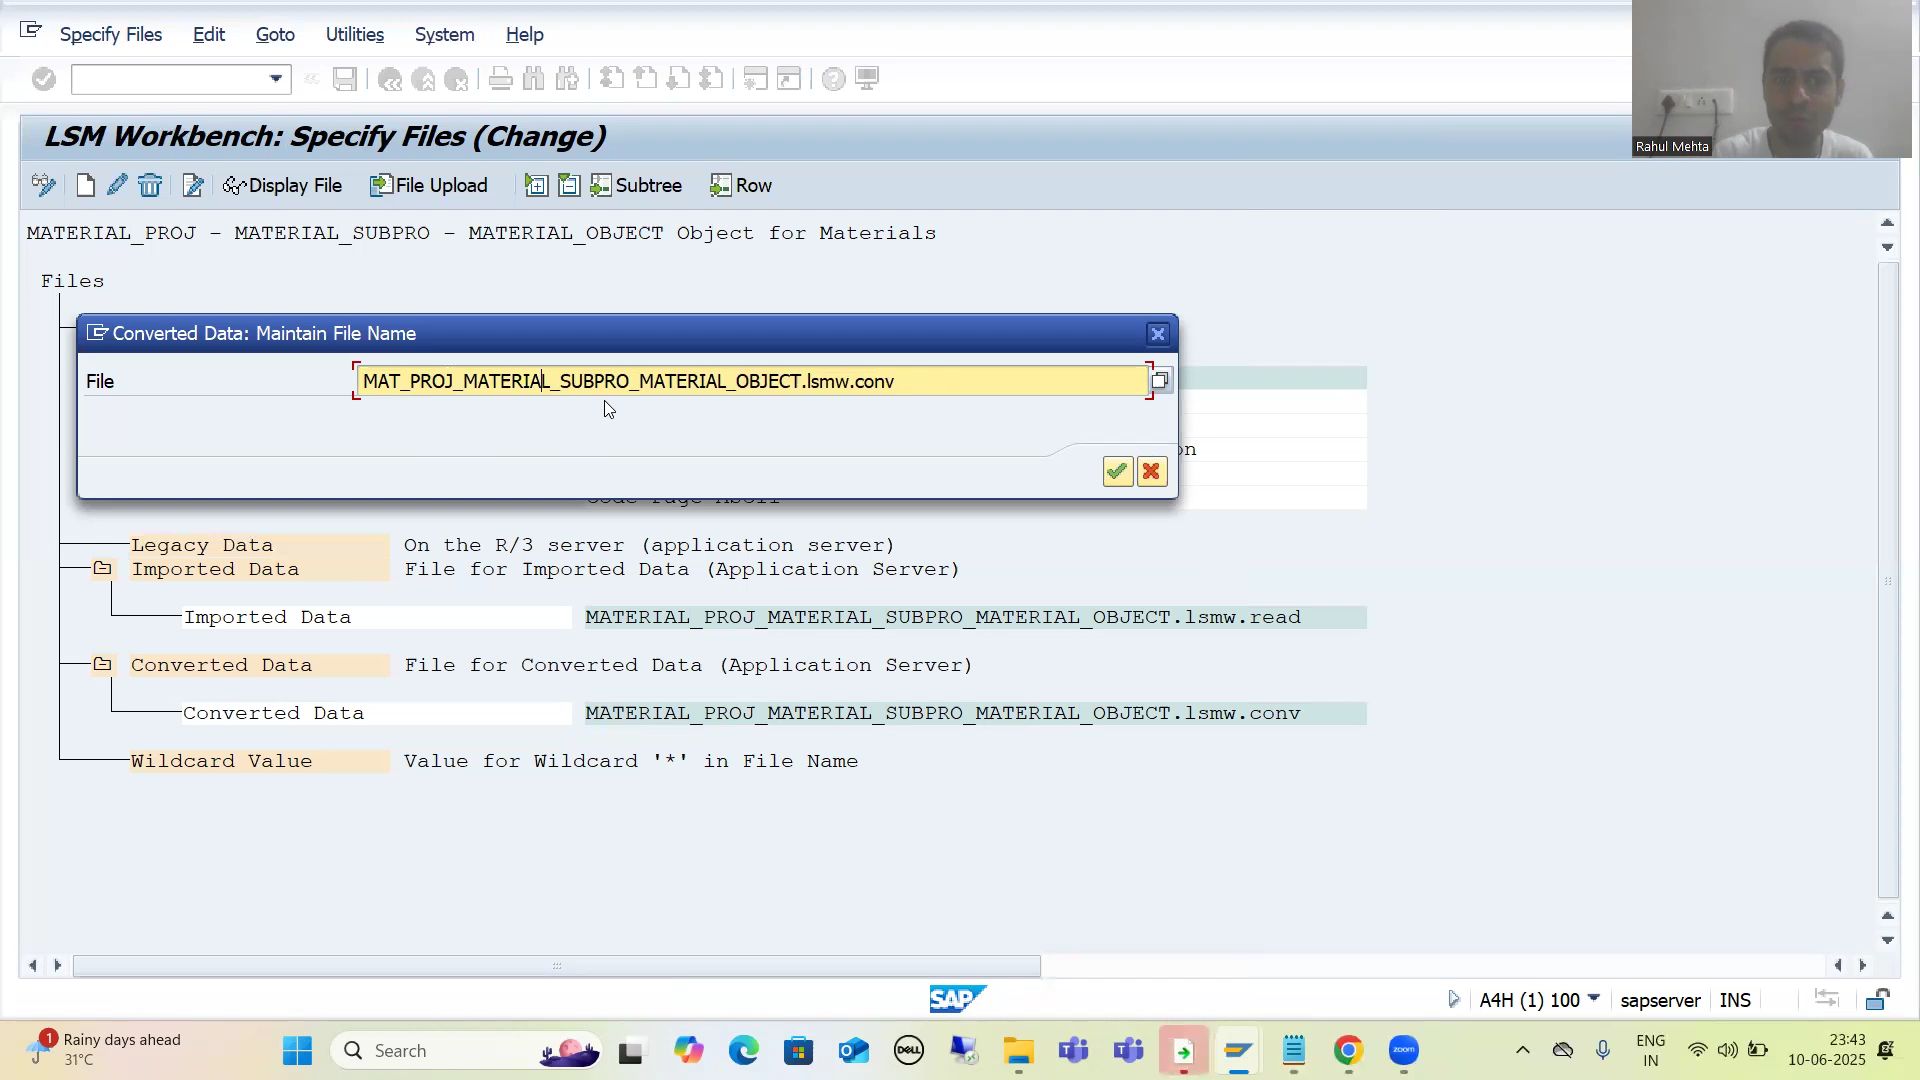 Specify Files Edit Goto Utilities System Help
Rahul Mehta
LSM Workbench: Specify Files (Change)
Display File File Upload Subtree Row
MATERIAL_PROJ - MATERIAL_SUBPRO - MATERIAL_OBJECT Object for Materials
Files
Converted Data: Maintain File Name
File MAT_PROJ_MATERIAL_SUBPRO_MATERIAL_OBJECT.lsmw.conv
on
Legacy Data On the R/3 server (application server)
Imported Data File for Imported Data (Application Server)
Imported Data MATERIAL_PROJ_MATERIAL_SUBPRO_MATERIAL_OBJECT.lsmw.read
Converted Data File for Converted Data (Application Server)
Converted Data MATERIAL_PROJ_MATERIAL_SUBPRO_MATERIAL_OBJECT.lsmw.conv
Wildcard Value Value for Wildcard '*' in File Name
SAP A4H (1) 100 sapserver INS
1 Rainy days ahead
31°C
Search
DELL
zoom
ENG
IN
23:43
10-06-2025